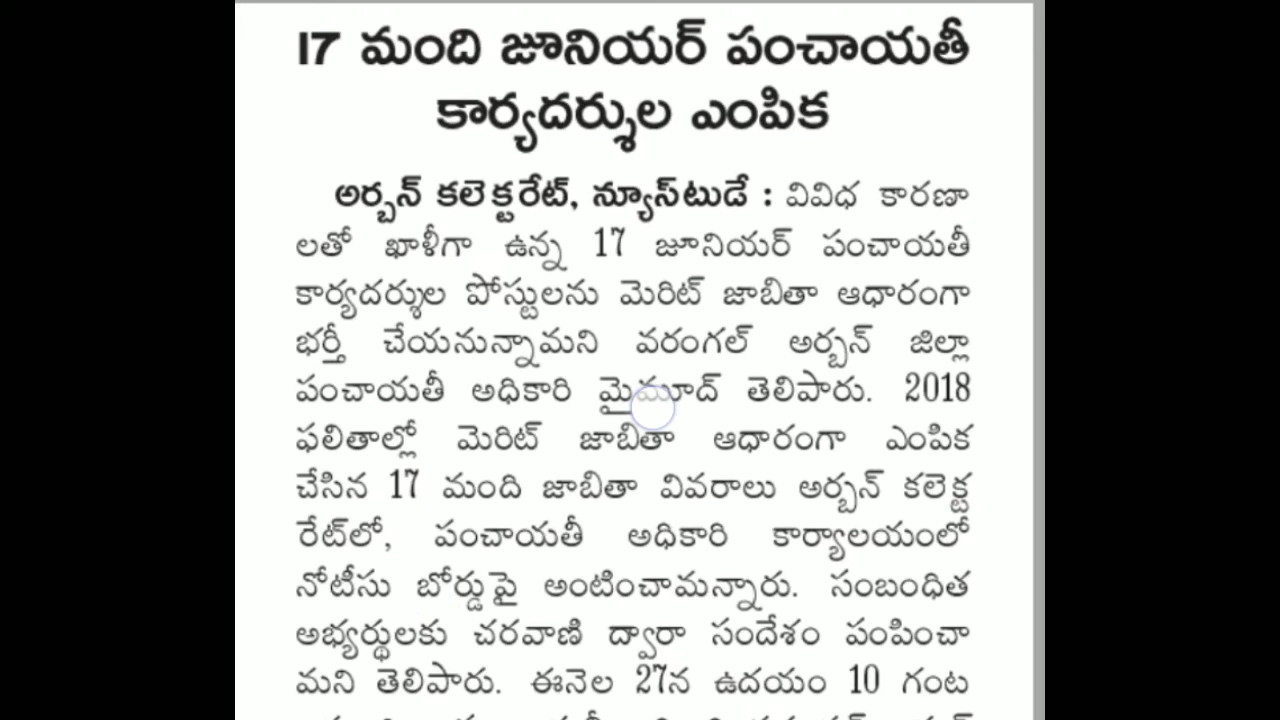 17 మంది జూనియర్ పంచాయతీ
కార్యదర్శుల ఎంపిక
అర్బన్ కలెక్టరేట్, న్యూస్‌టుడే : వివిధ కారణా
లతో ఖాళీగా ఉన్న 17 జూనియర్ పంచాయతీ
కార్యదర్శుల పోస్టులను మెరిట్ జాబితా ఆధారంగా
భర్తీ చేయనున్నామని వరంగల్ అర్బన్ జిల్లా
పంచాయతీ అధికారి మైమూద్ తెలిపారు. 2018
ఫలితాల్లో మెరిట్ జాబితా ఆధారంగా ఎంపిక
చేసిన 17 మంది జాబితా వివరాలు అర్బన్ కలెక్ట
రేట్‌లో, పంచాయతీ అధికారి కార్యాలయంలో
నోటీసు బోర్డుపై అంటించామన్నారు. సంబంధిత
అభ్యర్థులకు చరవాణి ద్వారా సందేశం పంపించా
మని తెలిపారు. ఈనెల 27న ఉదయం 10 గంట